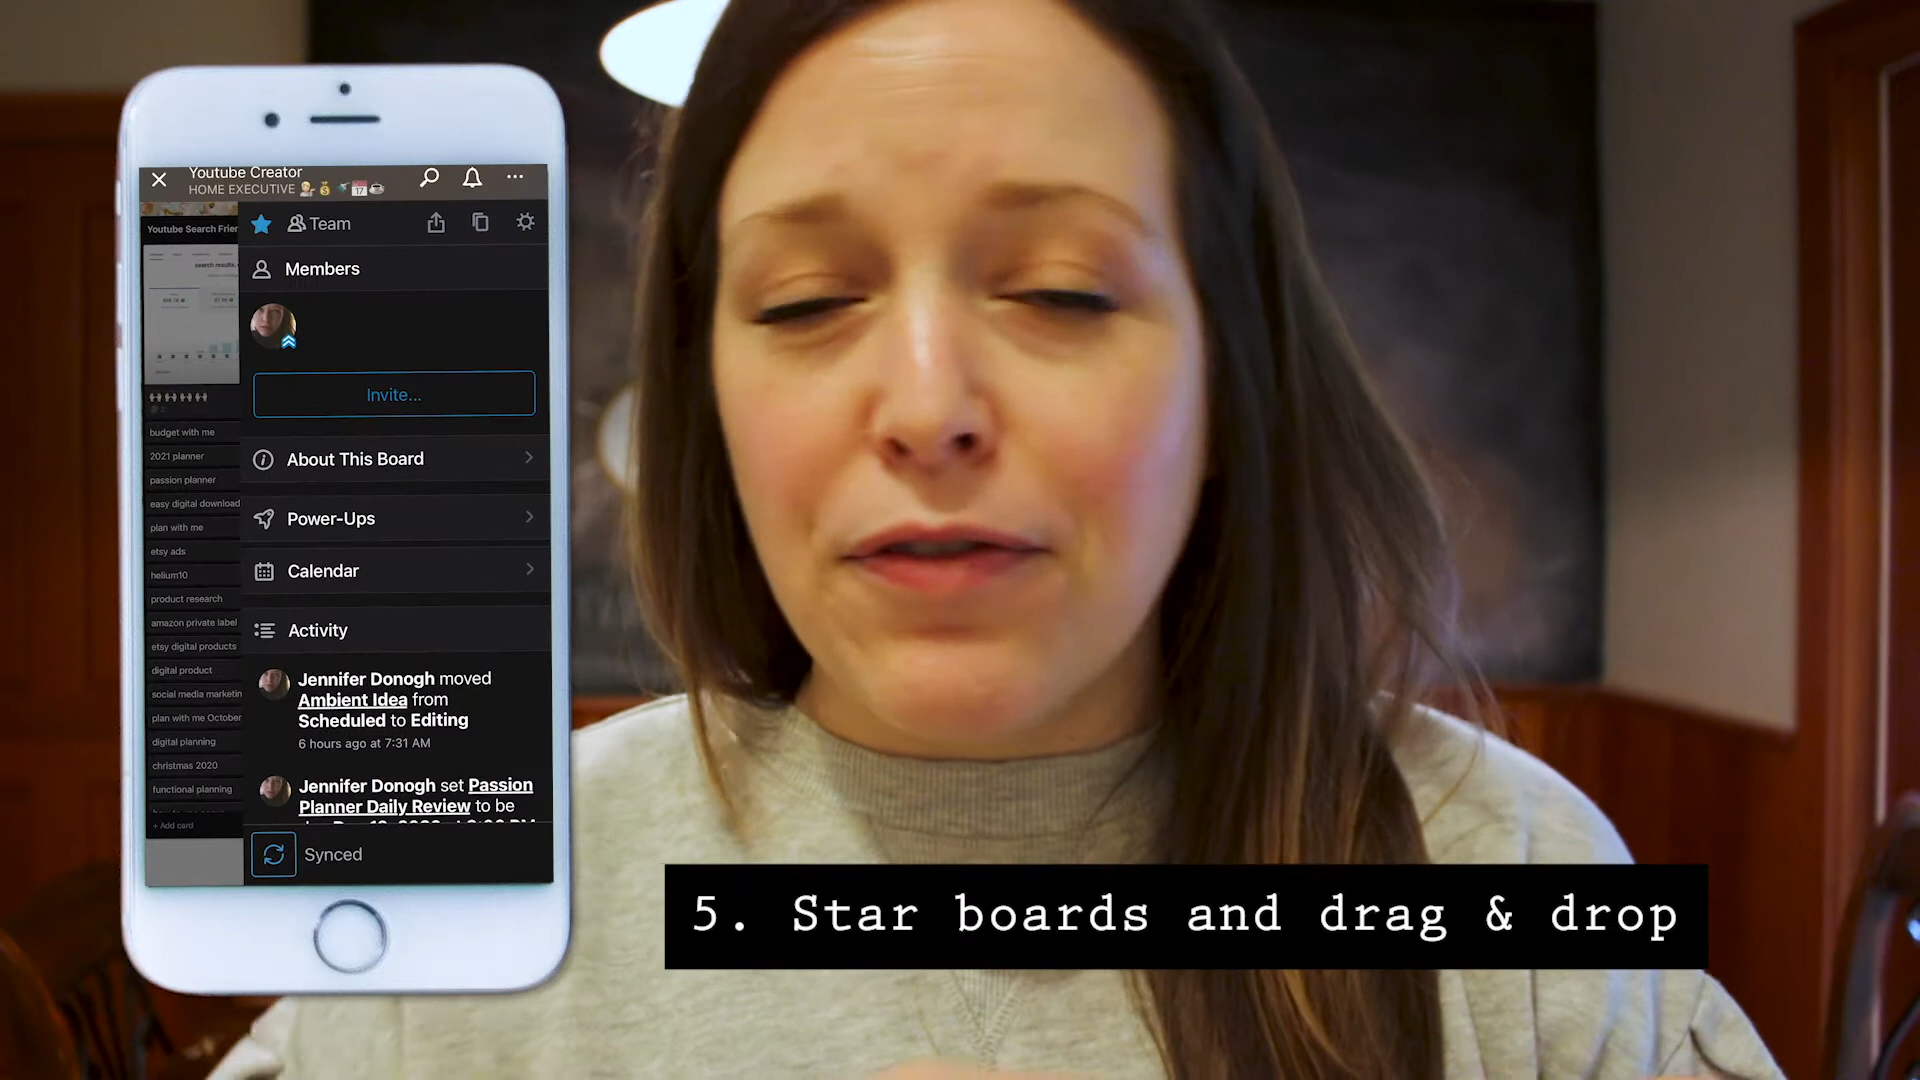 Youtube Creator
HOME EXECUTIVE
17
Youtube Search Frier
search results,
budget with me
2021 planner
passion planner
easy digital download
plan with me
etsy ads
helium10
product research
amazon private label
etsy digital products
digital product
social media marketin
plan with me October
digital planning
christmas 2020
functional planning
+ Add card
Team
Members
Invite...
About This Board
Power-Ups
Calendar
Activity
Jennifer Donogh moved
Ambient Idea from
Scheduled to Editing
6 hours ago at 7:31 AM
Jennifer Donogh set Passion
Planner Daily Review to be
Synced
5. Star boards and drag & drop